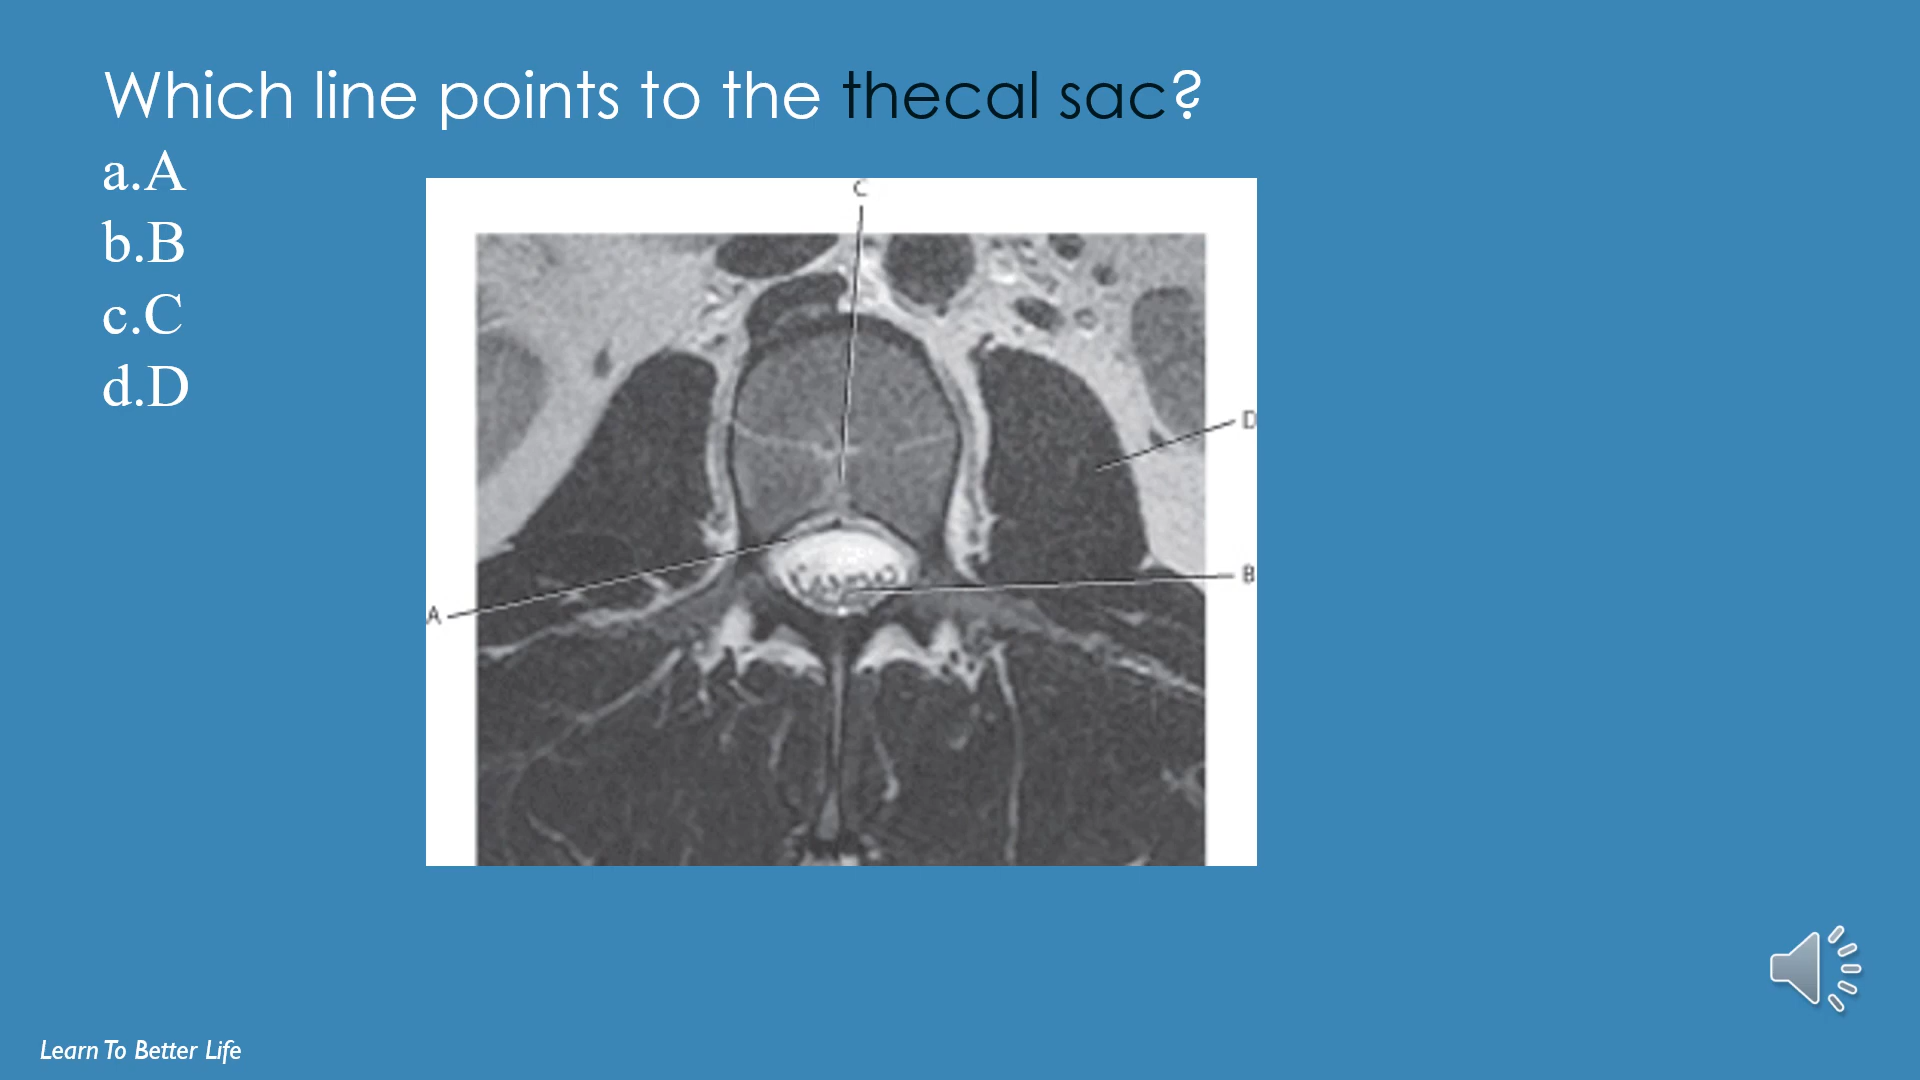 Which line points to the thecal sac?
a.A
b.B
c.C
d.D
C
D
B
A
Learn To Better Life